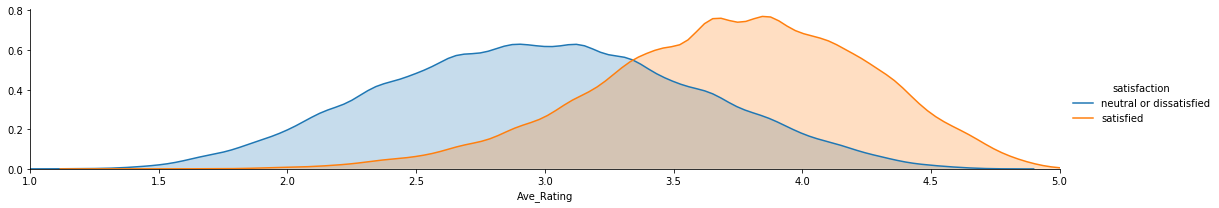 0.8
0.6
0.4
0.2
0.0
1.0 1.5 2.0 2.5 3.0 3.5 4.0 4.5 5.0
Ave_Rating
satisfaction
neutral or dissatisfied
satisfied